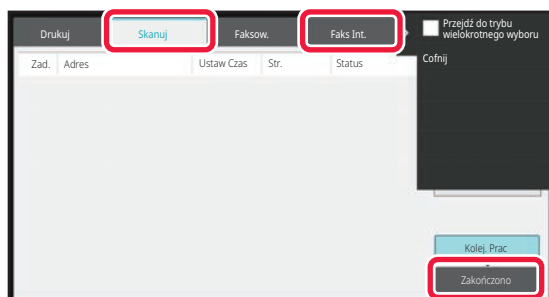 Drukuj Skanuj Faksow. Faks Int.
Przejdź do trybu
wielokrotnego wyboru
Zad. Adres Ustaw Czas Str. Status
Cofnij
Kolej. Prac
Zakończono